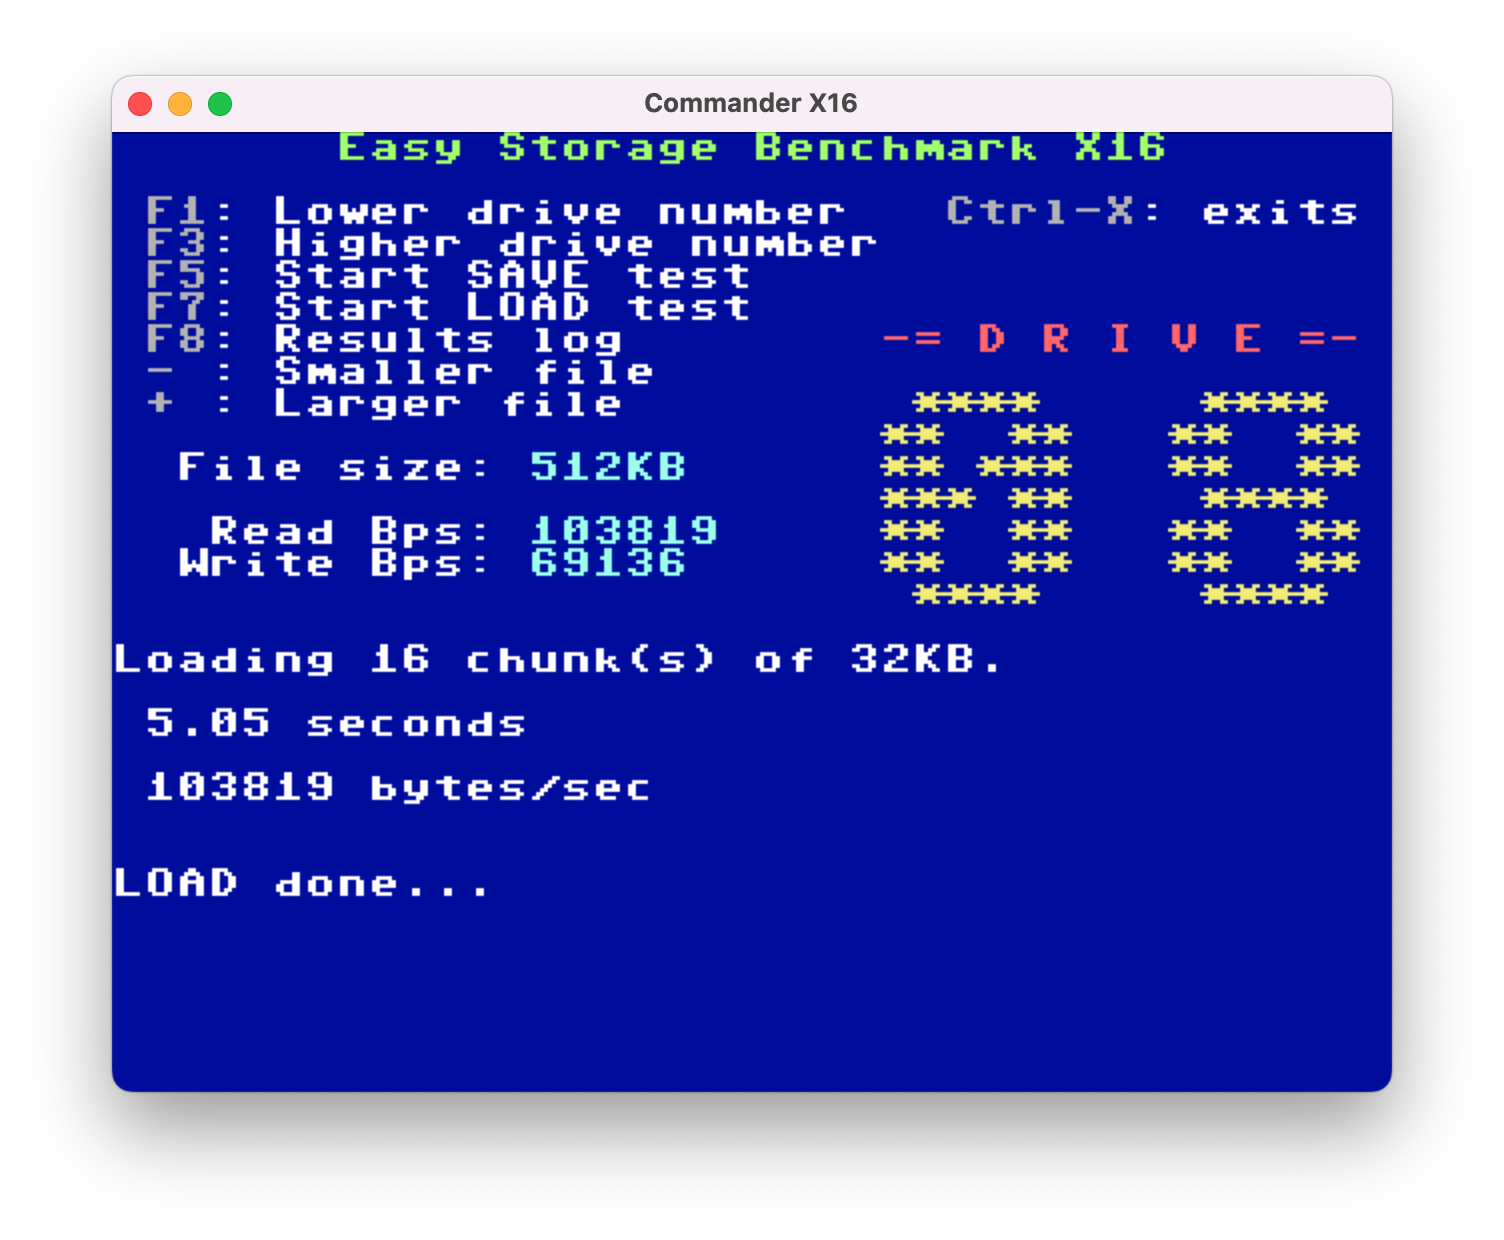 Commander X16
Easy Storage Benchmark X16
F1: Lower drive number Ctrl-X: exits
F3: Higher drive number
F5: Start SAVE test
F7: Start LOAD test
F8: Results log -= D R I V E =-
- : Smaller file
+ : Larger file
File size: 512KB
08
Read Bps: 103819
Write Bps: 69136
Loading 16 chunk(s) of 32KB.
5.05 seconds
103819 bytes/sec
LOAD done...